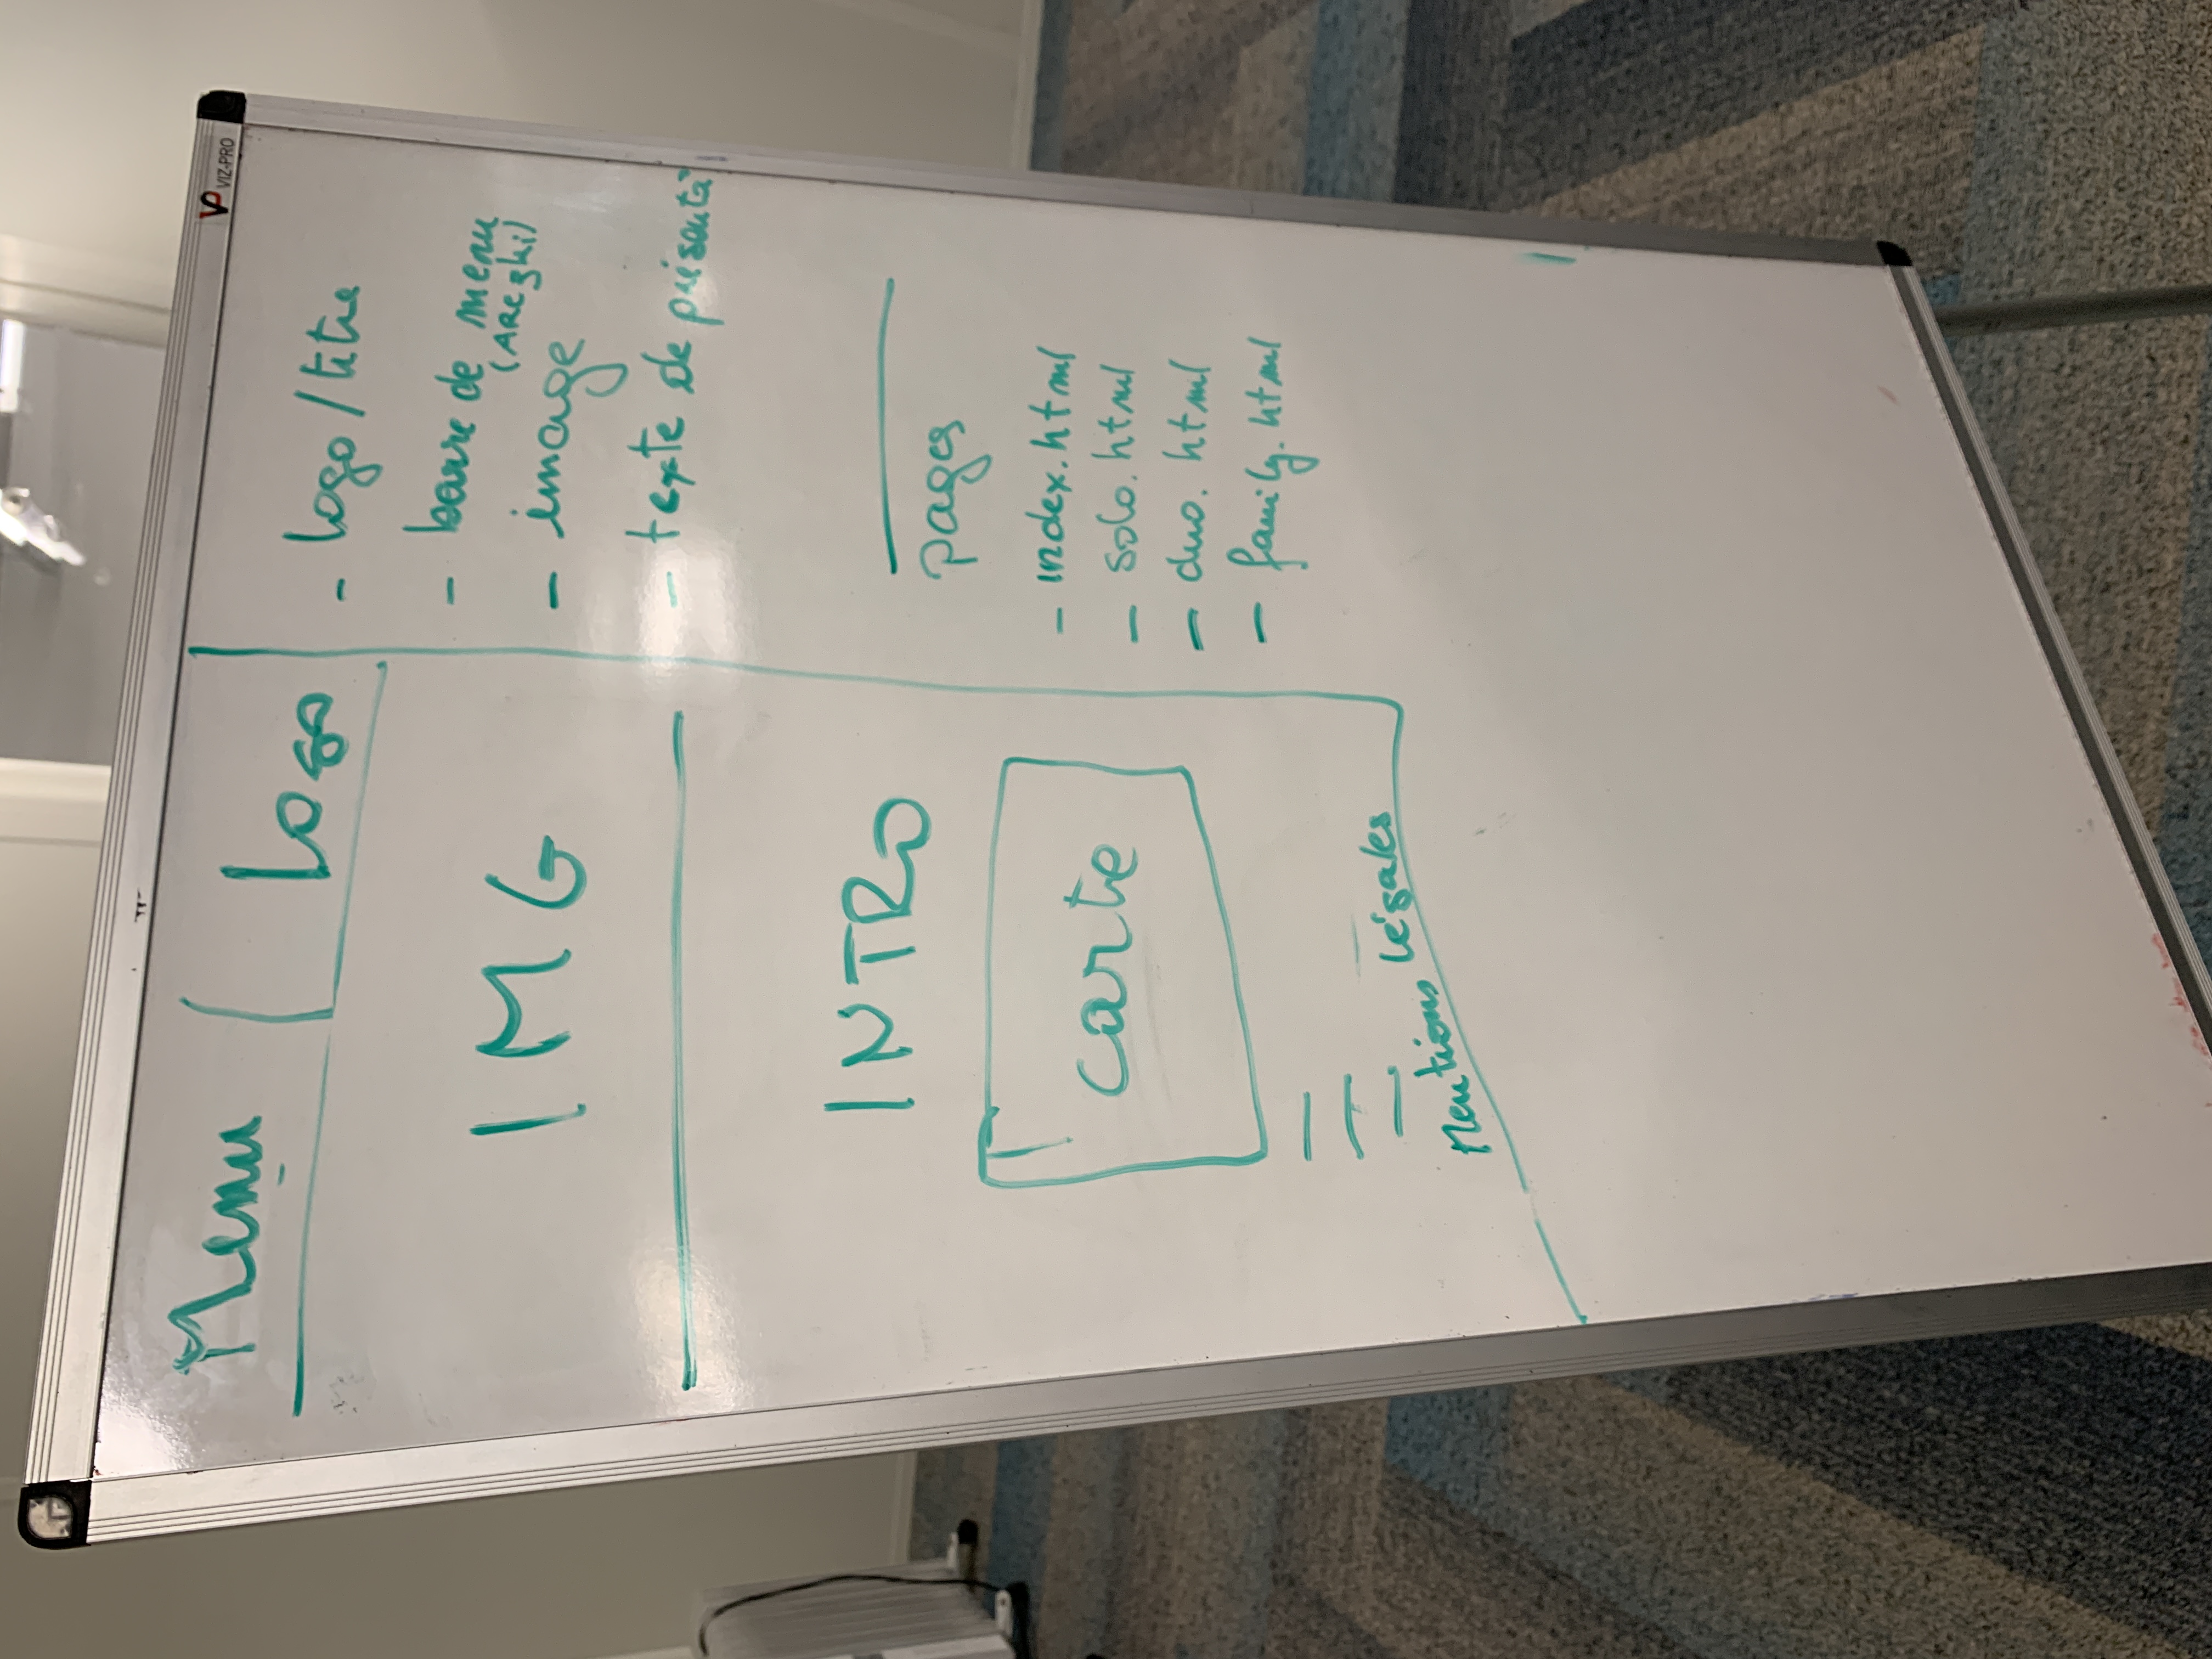 VP VIZ-PRO
Menu
Logo
IMG
INTRO
carte
Mentions légales
- logo / titre
- barre de menu
(AREzki)
- image
- texte de présentat°
pages
- index.html
- solo.html
- duo.html
- family.html